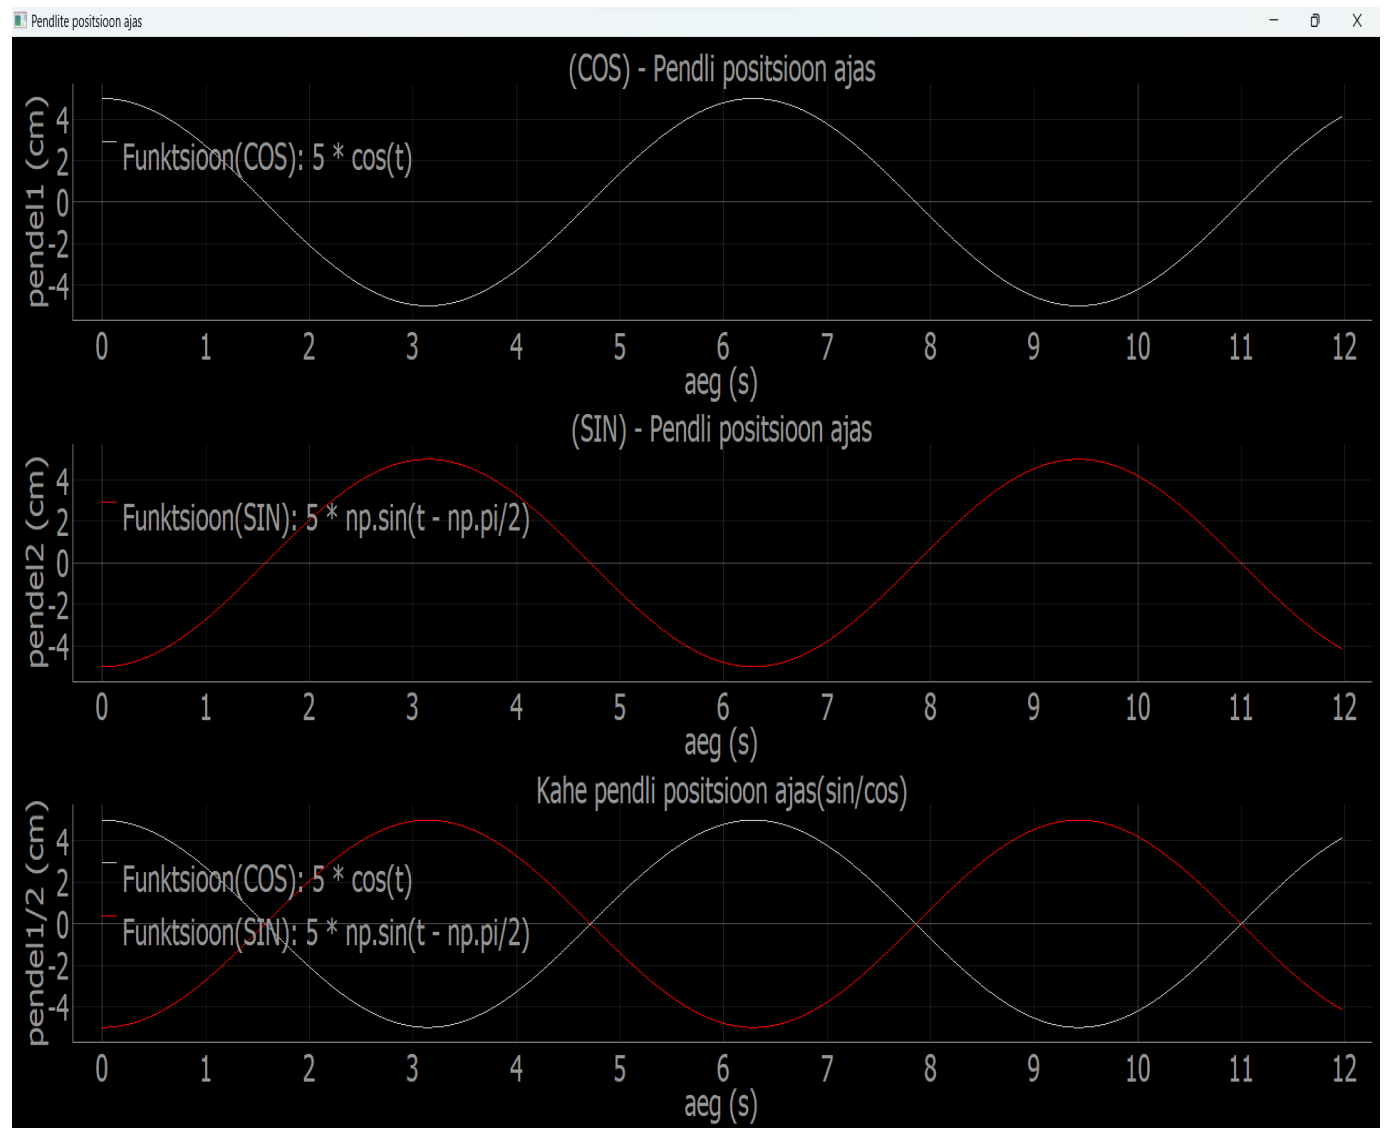 Pendlite positsioon ajas
(COS) - Pendli positsioon ajas
pendel1 (cm)
4
2
0
-2
-4
Funktsioon(COS): 5 * cos(t)
0 1 2 3 4 5 6 7 8 9 10 11 12
aeg (s)
(SIN) - Pendli positsioon ajas
pendel2 (cm)
4
2
0
-2
-4
Funktsioon(SIN): 5 * np.sin(t - np.pi/2)
0 1 2 3 4 5 6 7 8 9 10 11 12
aeg (s)
Kahe pendli positsioon ajas(sin/cos)
pendel1/2 (cm)
4
2
0
-2
-4
Funktsioon(COS): 5 * cos(t)
Funktsioon(SIN): 5 * np.sin(t - np.pi/2)
0 1 2 3 4 5 6 7 8 9 10 11 12
aeg (s)